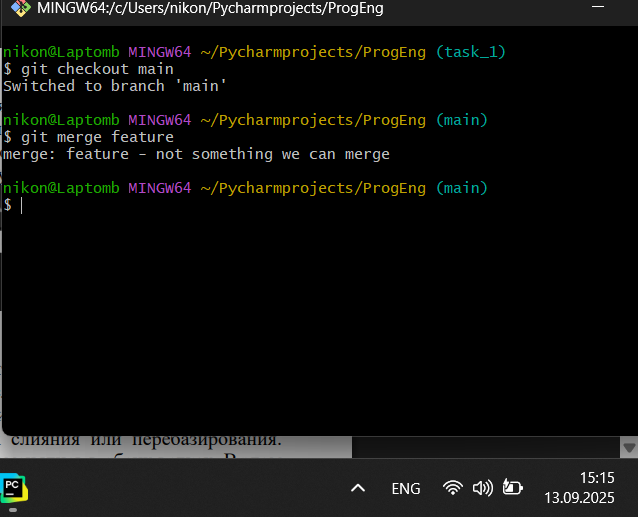 MINGW64:/c/Users/nikon/Pycharmprojects/ProgEng
nikon@Laptomb MINGW64 ~/Pycharmprojects/ProgEng (task_1)
$ git checkout main
Switched to branch 'main'
nikon@Laptomb MINGW64 ~/Pycharmprojects/ProgEng (main)
$ git merge feature
merge: feature - not something we can merge
nikon@Laptomb MINGW64 ~/Pycharmprojects/ProgEng (main)
$
слияния или перебазирования.
PC
ENG
15:15
13.09.2025